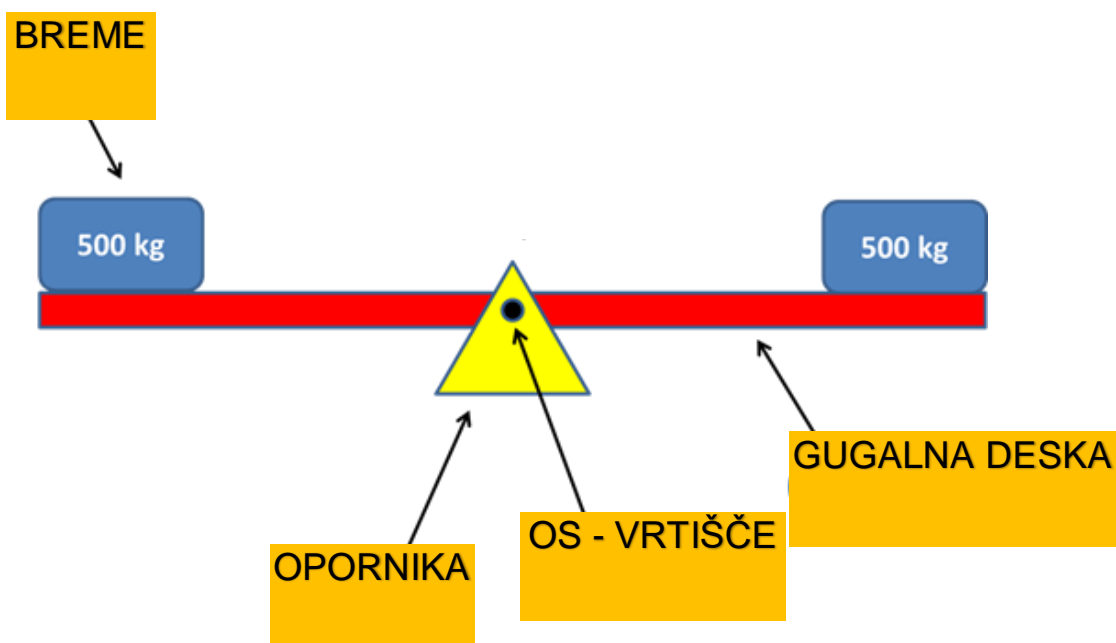 BREME
500 kg
500 kg
GUGALNA DESKA
OS - VRTIŠČE
OPORNIKA